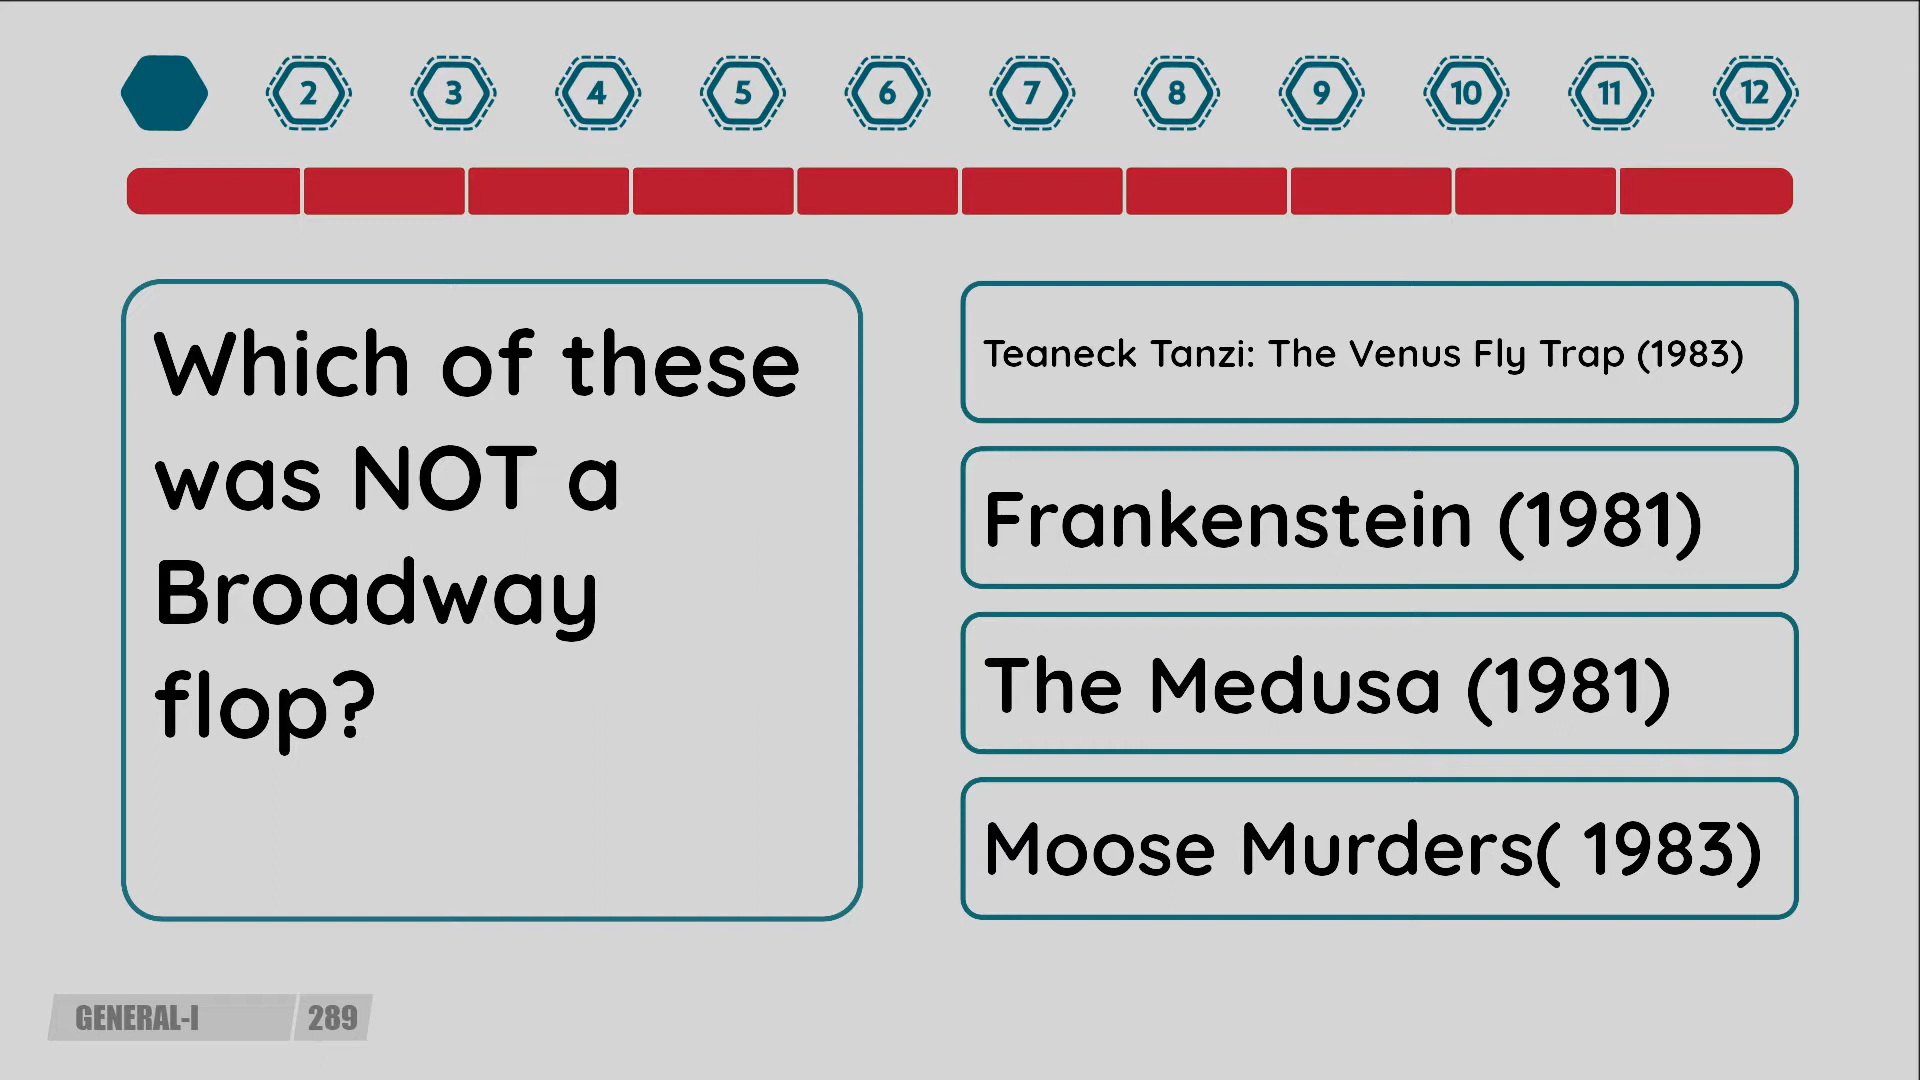 2 3 4 5 6 7 8 9 10 11 12
Which of these
was NOT a
Broadway
flop?
Teaneck Tanzi: The Venus Fly Trap (1983)
Frankenstein (1981)
The Medusa (1981)
Moose Murders( 1983)
GENERAL-I 289